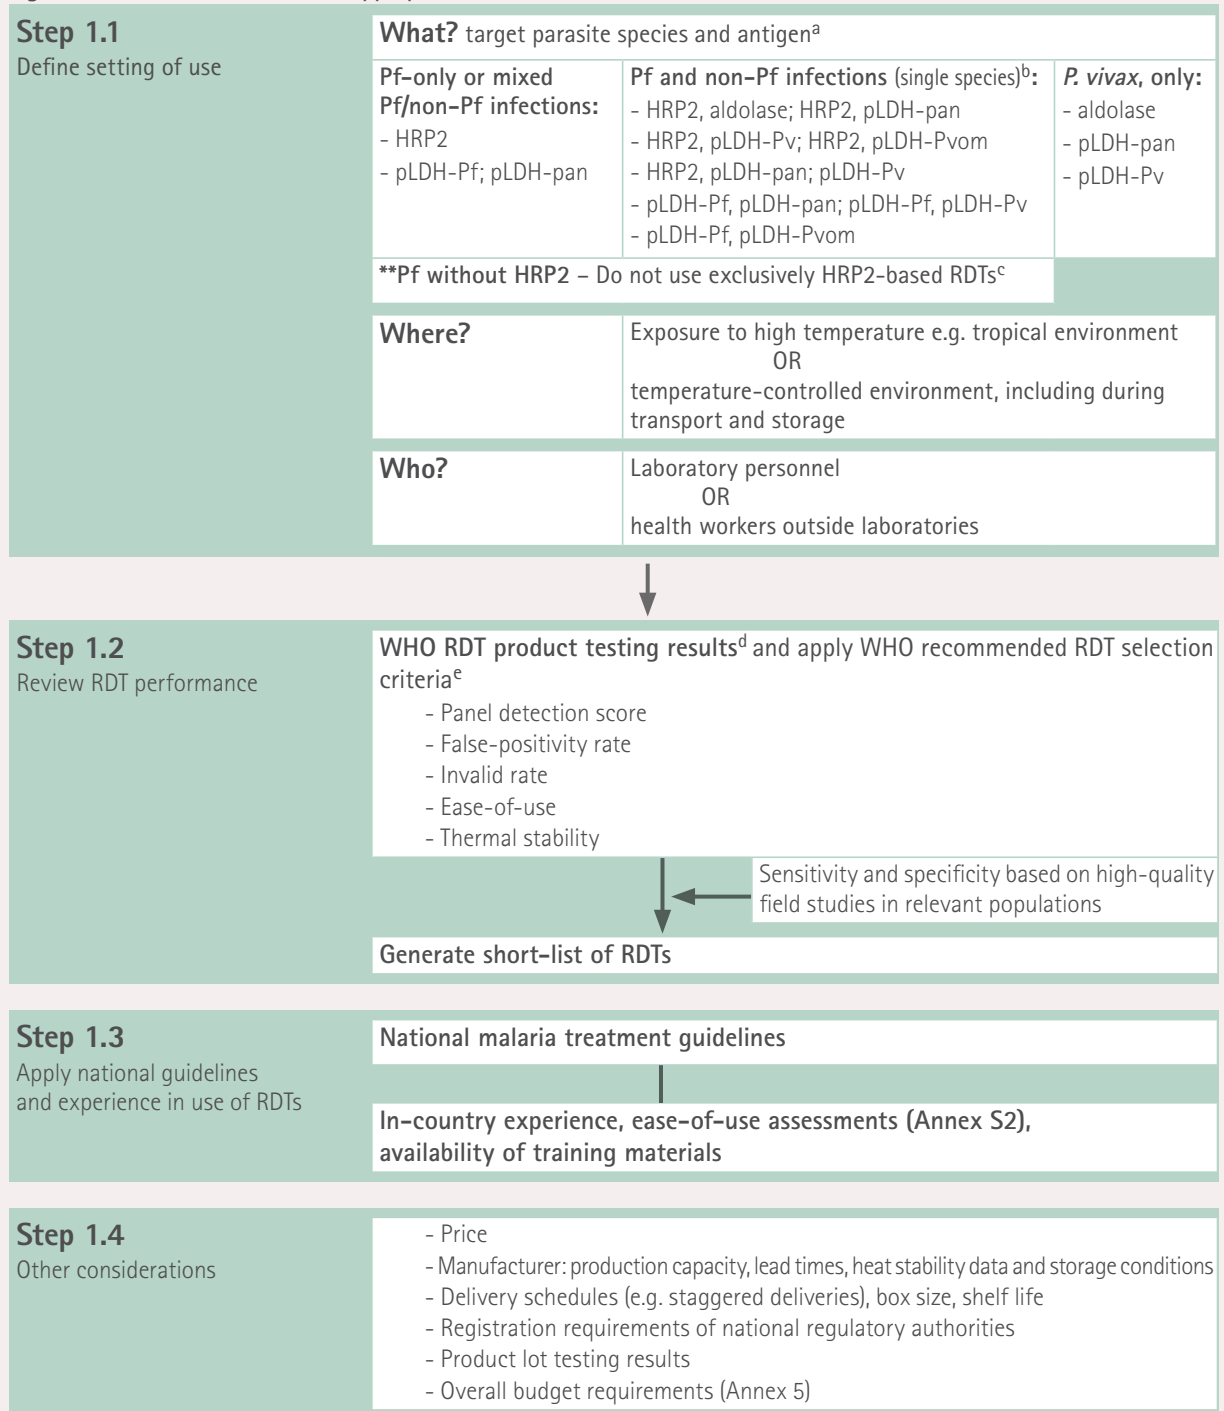 Step 1.1
Define setting of use
What? target parasite species and antigenᵃ
Pf-only or mixed
Pf/non-Pf infections:
- HRP2
- pLDH-Pf; pLDH-pan
Pf and non-Pf infections (single species)ᵇ:
- HRP2, aldolase; HRP2, pLDH-pan
- HRP2, pLDH-Pv; HRP2, pLDH-Pvom
- HRP2, pLDH-pan; pLDH-Pv
- pLDH-Pf, pLDH-pan; pLDH-Pf, pLDH-Pv
- pLDH-Pf, pLDH-Pvom
P. vivax, only:
- aldolase
- pLDH-pan
- pLDH-Pv
**Pf without HRP2 – Do not use exclusively HRP2-based RDTsᶜ
Where?
Exposure to high temperature e.g. tropical environment
OR
temperature-controlled environment, including during
transport and storage
Who?
Laboratory personnel
OR
health workers outside laboratories
Step 1.2
Review RDT performance
WHO RDT product testing resultsᵈ and apply WHO recommended RDT selection
criteriaᵉ
- Panel detection score
- False-positivity rate
- Invalid rate
- Ease-of-use
- Thermal stability
Sensitivity and specificity based on high-quality
field studies in relevant populations
Generate short-list of RDTs
Step 1.3
Apply national guidelines
and experience in use of RDTs
National malaria treatment guidelines
In-country experience, ease-of-use assessments (Annex S2),
availability of training materials
Step 1.4
Other considerations
- Price
- Manufacturer: production capacity, lead times, heat stability data and storage conditions
- Delivery schedules (e.g. staggered deliveries), box size, shelf life
- Registration requirements of national regulatory authorities
- Product lot testing results
- Overall budget requirements (Annex 5)